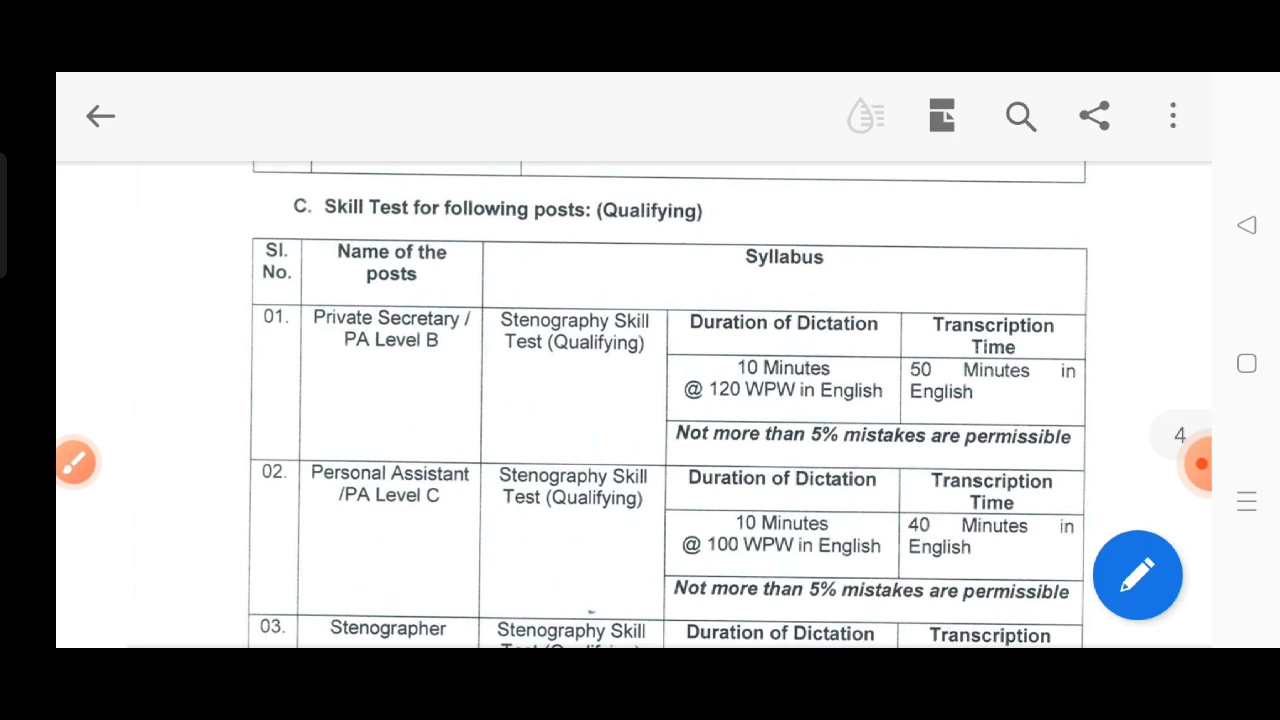 C. Skill Test for following posts: (Qualifying)
Sl. No.
Name of the posts
Syllabus
01.
Private Secretary /
PA Level B
Stenography Skill
Test (Qualifying)
Duration of Dictation
Transcription
Time
10 Minutes
@ 120 WPW in English
50 Minutes in
English
Not more than 5% mistakes are permissible
02.
Personal Assistant
/PA Level C
Stenography Skill
Test (Qualifying)
Duration of Dictation
Transcription
Time
10 Minutes
@ 100 WPW in English
40 Minutes in
English
Not more than 5% mistakes are permissible
03.
Stenographer
Stenography Skill
Duration of Dictation
Transcription
4